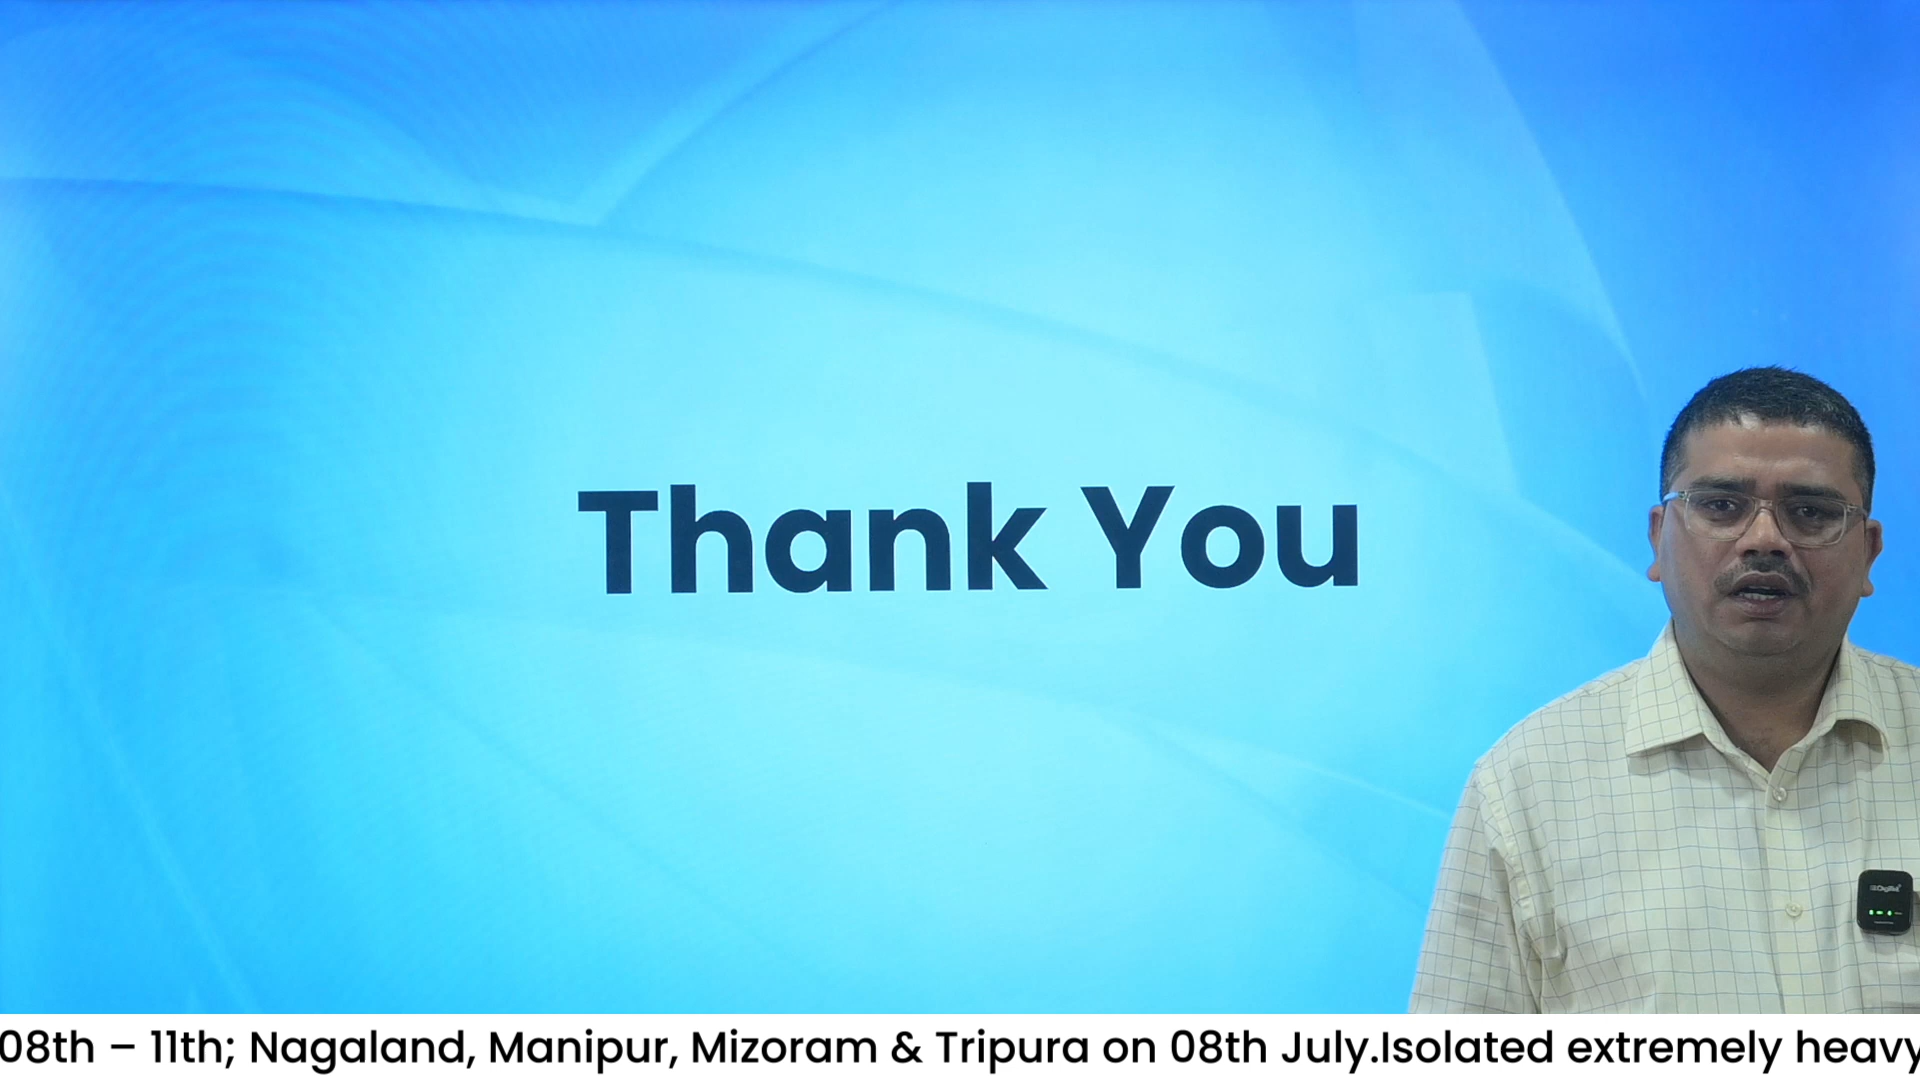 Thank You
08th – 11th; Nagaland, Manipur, Mizoram & Tripura on 08th July.Isolated extremely heavy